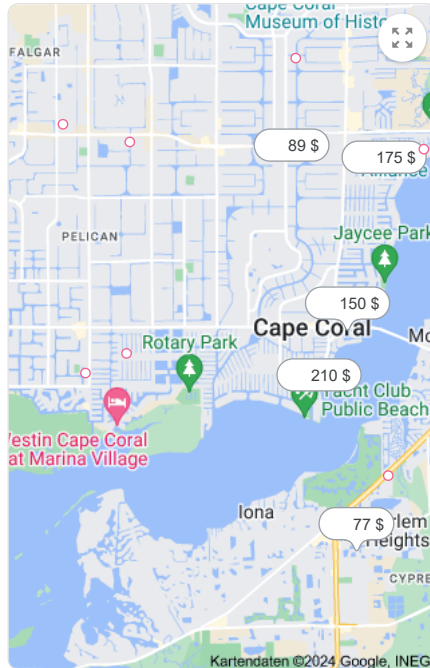 Cape Coral
Museum of Histo
FALGAR
89 $
175 $
Alliance
PELICAN
Jaycee Park
150 $
Cape Coral
Rotary Park
210 $
Yacht Club
Public Beach
Westin Cape Coral
at Marina Village
Iona
77 $
Heights
CYPRE
Kartendaten ©2024 Google, INEG